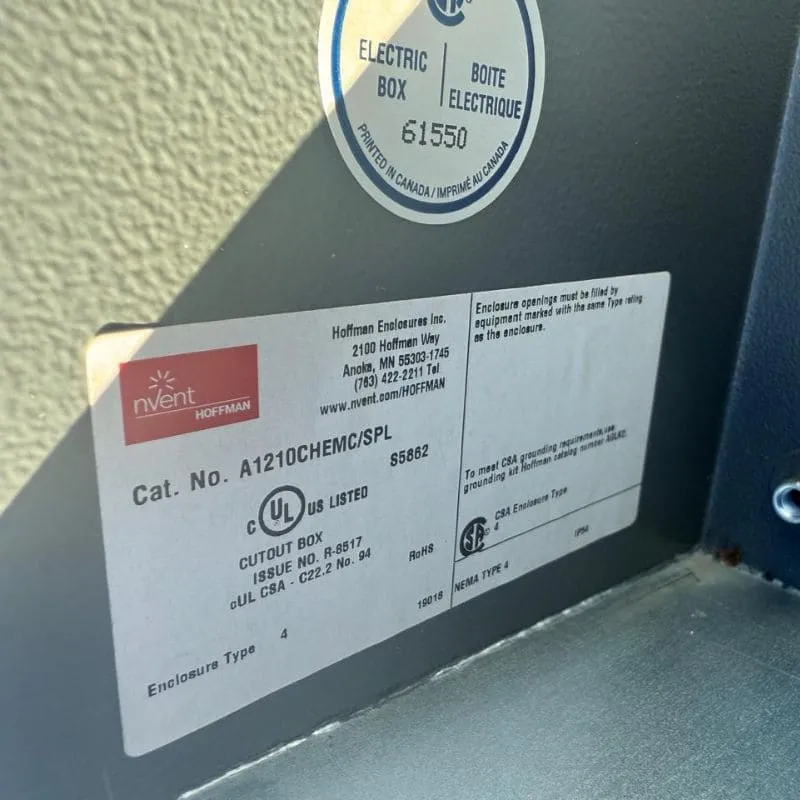 ELECTRIC BOX
BOITE ELECTRIQUE
61550
PRINTED IN CANADA / IMPRIMÉ AU CANADA
nvent
HOFFMAN
Hoffman Enclosures Inc.
2100 Hoffman Way
Anoka, MN 55303-1745
(763) 422-2211 Tel
www.nvent.com/HOFFMAN
Cat. No. A1210CHEMC/SPL
S5862
C UL US LISTED
CUTOUT BOX
ISSUE NO. R-8517
cUL CSA - C22.2 No. 94
RoHS
Enclosure Type 4
19016
Enclosure openings must be filled by
equipment marked with the same Type rating
as the enclosure.
To meet CSA grounding requirements,use
grounding kit Hoffman catalog number
CSA Enclosure Type
4
NEMA TYPE 4
IP56